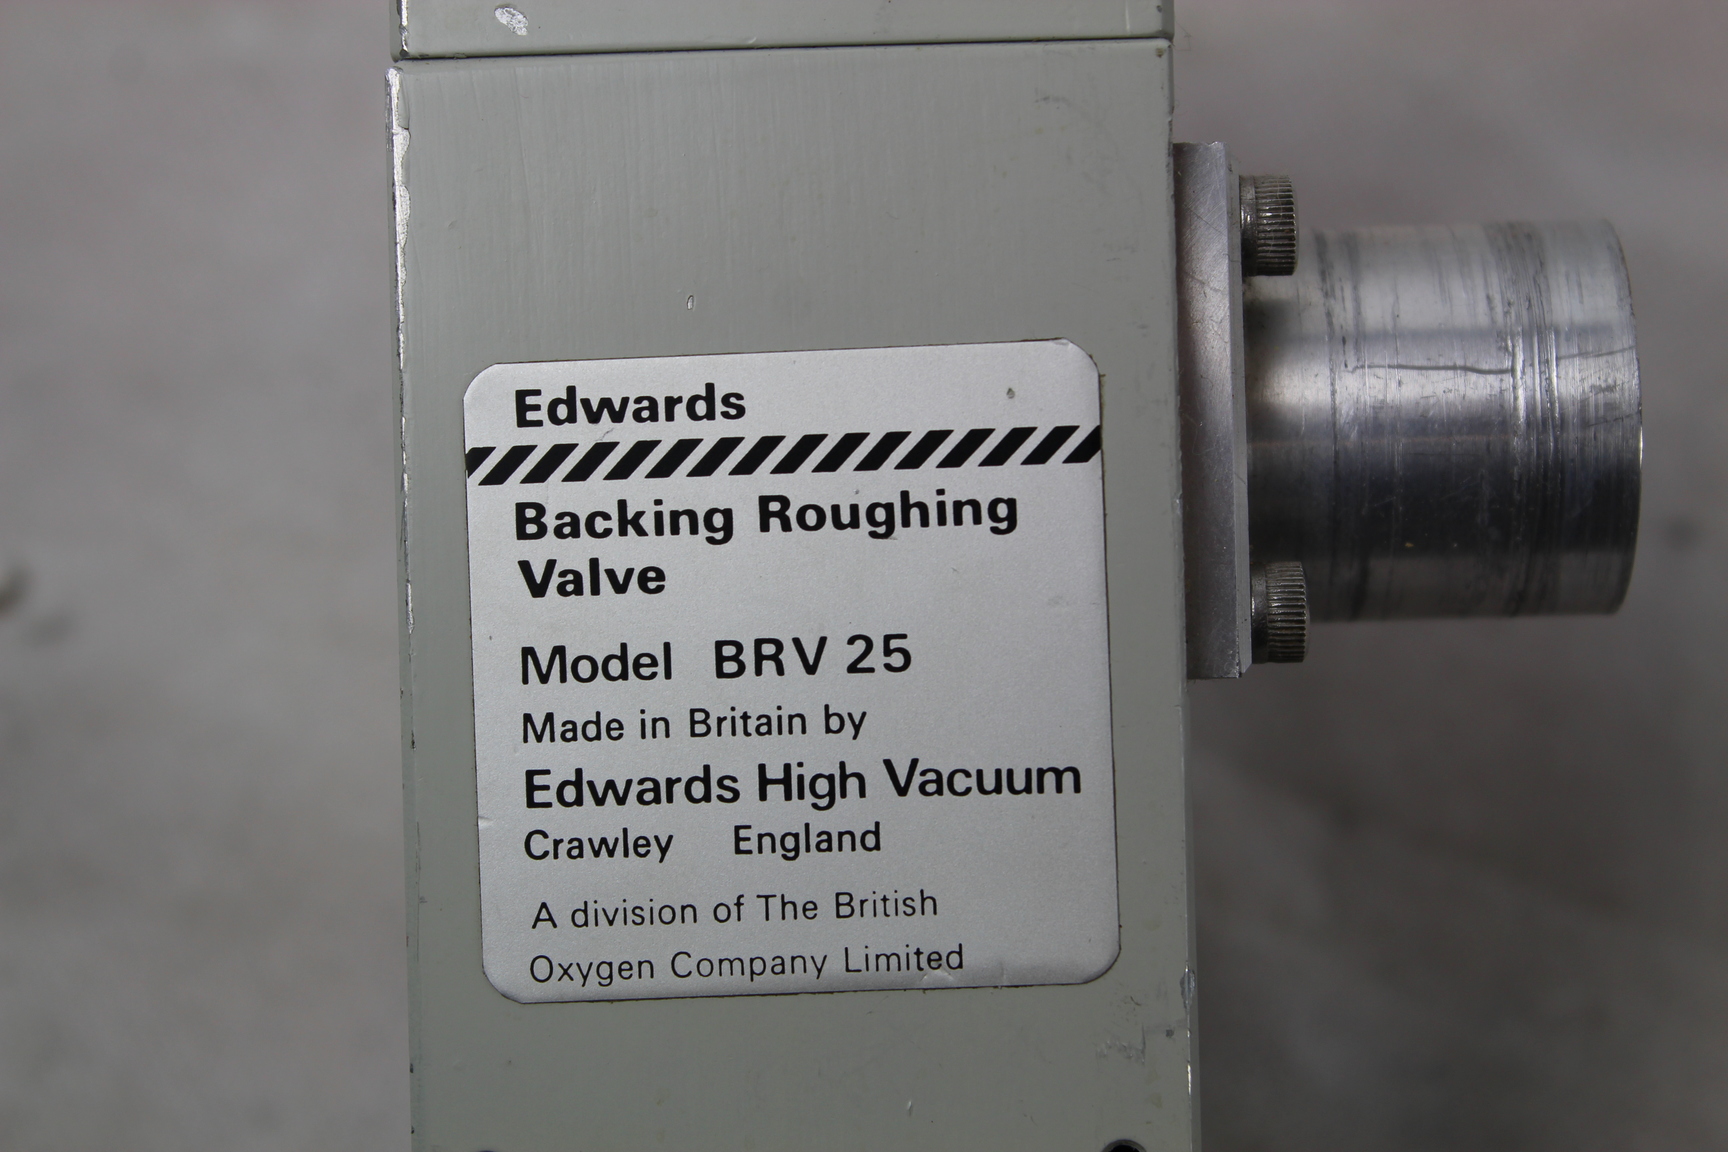 Edwards
Backing Roughing
Valve
Model BRV 25
Made in Britain by
Edwards High Vacuum
Crawley England
A division of The British
Oxygen Company Limited